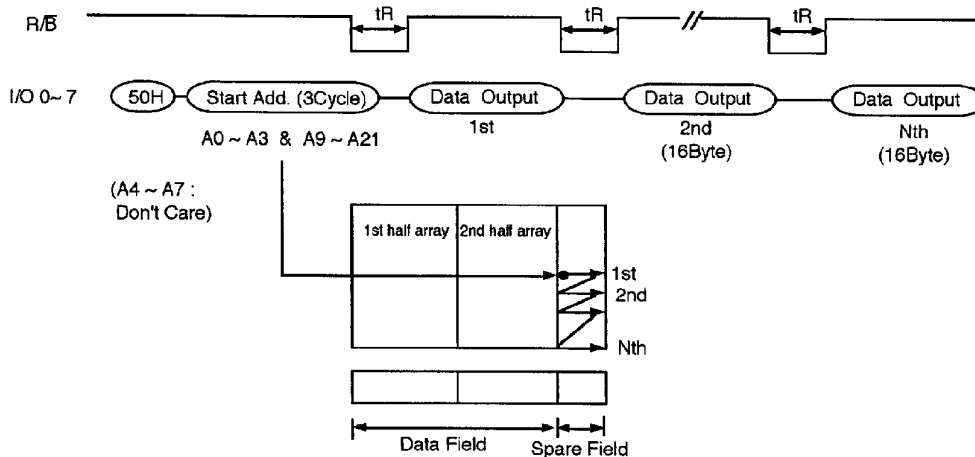 R/B̅
tR
tR
tR
I/O 0~ 7
50H
Start Add. (3Cycle)
Data Output
Data Output
Data Output
A0 ~ A3 & A9 ~ A21
1st
2nd
(16Byte)
Nth
(16Byte)
(A4 ~ A7 :
Don't Care)
1st half array
2nd half array
1st
2nd
Nth
Data Field
Spare Field